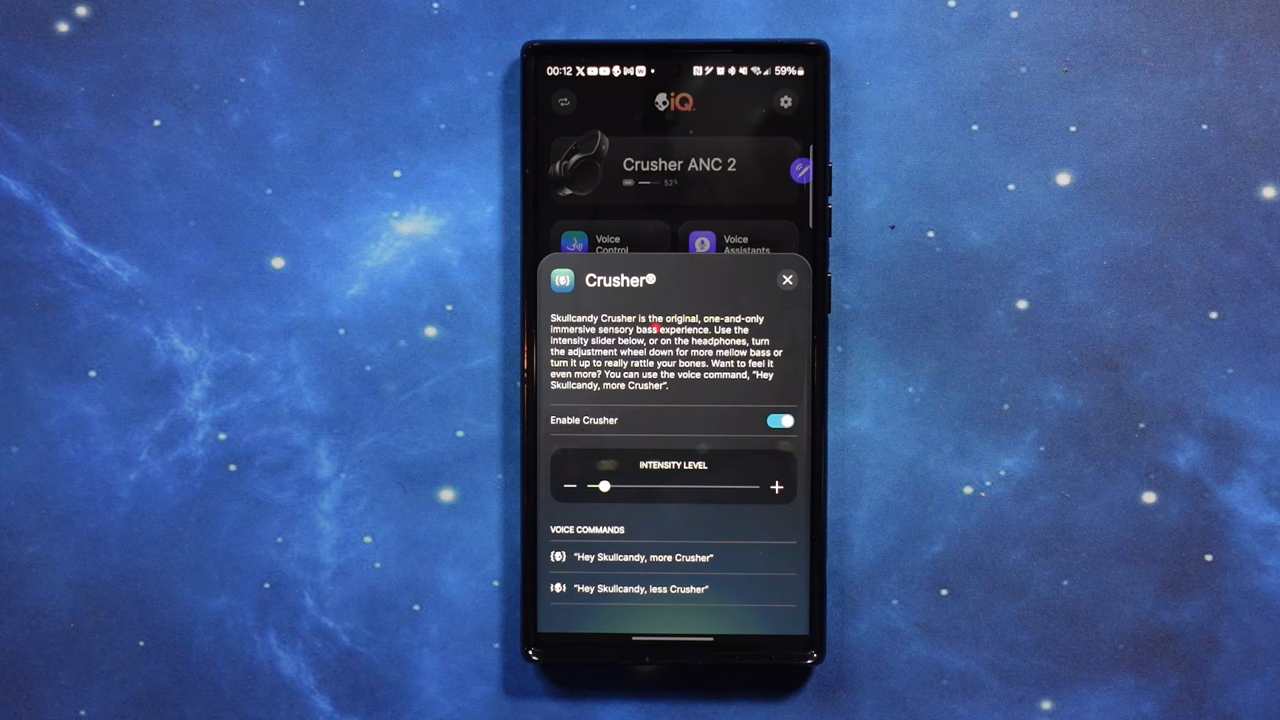 00:12 59%
iQ
Crusher ANC 2
52%
Voice Control
Voice Assistants
Crusher®
Skullcandy Crusher is the original, one-and-only
immersive sensory bass experience. Use the
intensity slider below, or on the headphones, turn
the adjustment wheel down for more mellow bass or
turn it up to really rattle your bones. Want to feel it
even more? You can use the voice command, "Hey
Skullcandy, more Crusher".
Enable Crusher
INTENSITY LEVEL
VOICE COMMANDS
"Hey Skullcandy, more Crusher"
"Hey Skullcandy, less Crusher"